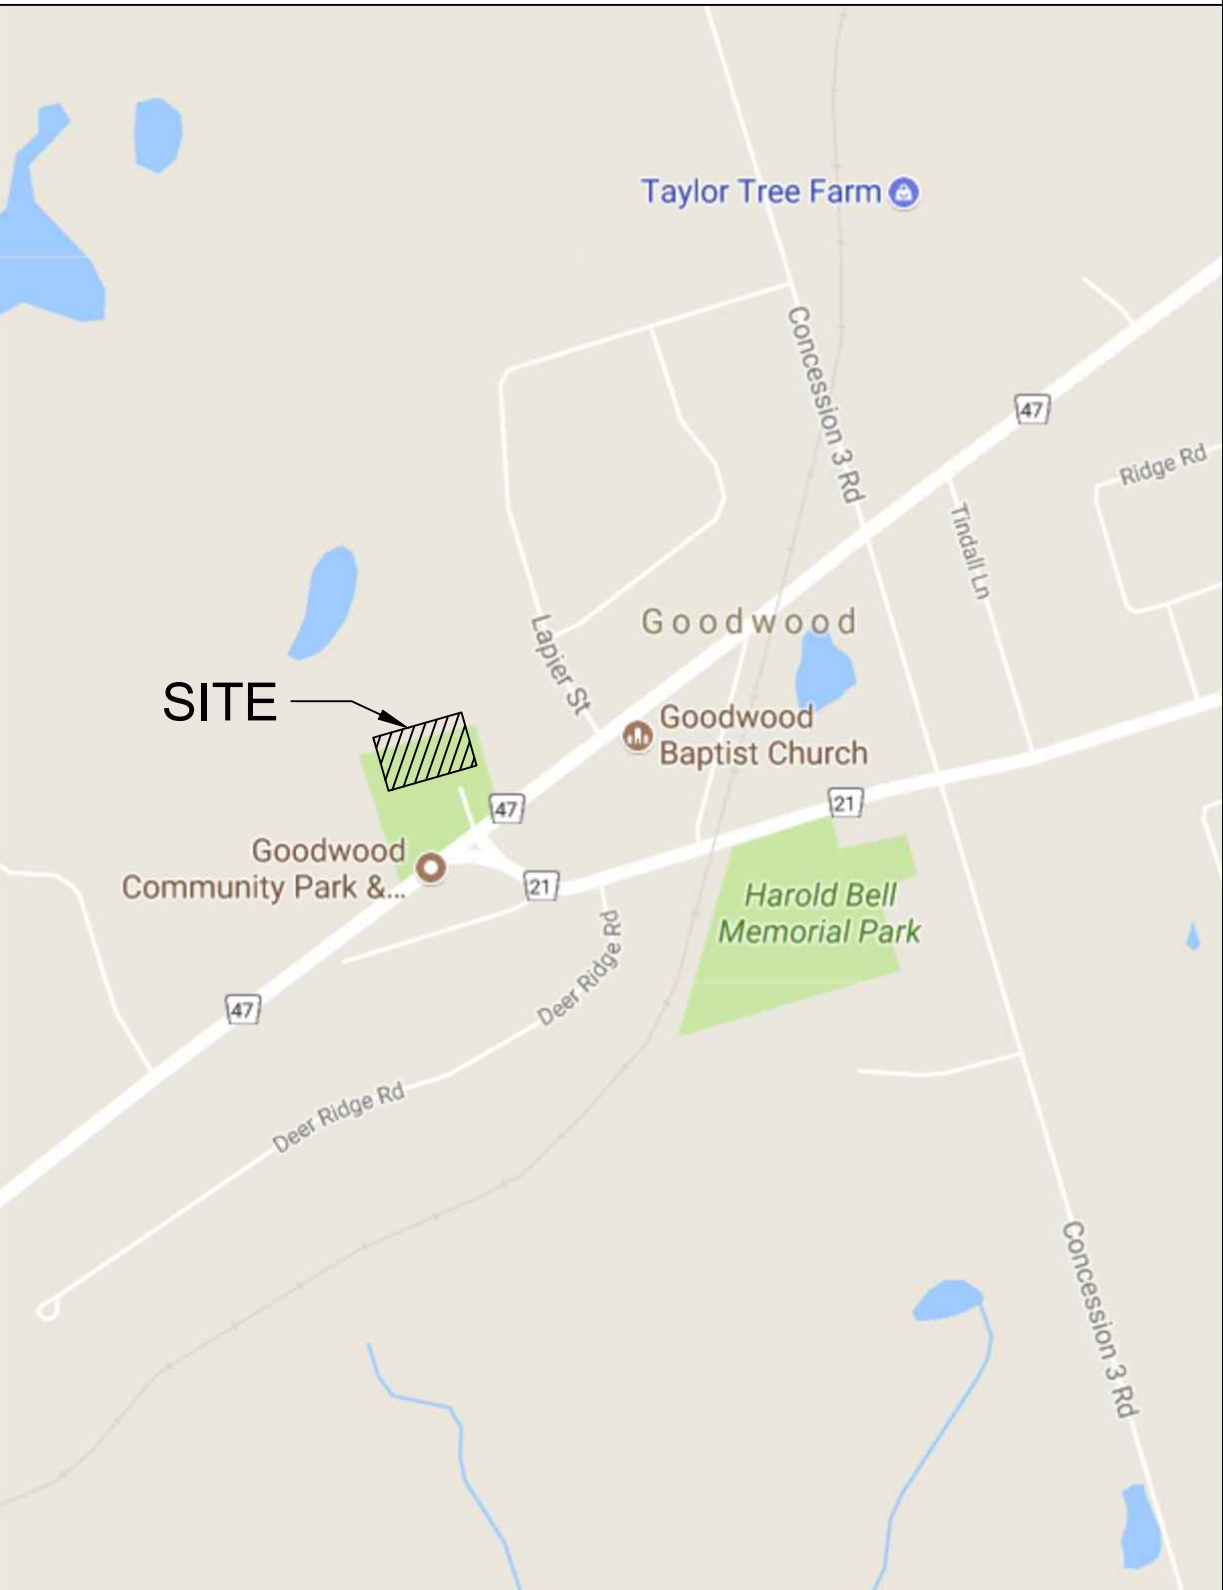 Taylor Tree Farm
Concession 3 Rd
47
Ridge Rd
Tindall Ln
Goodwood
Lapier St
SITE
Goodwood
Baptist Church
47
21
Goodwood
Community Park &...
21
Harold Bell
Memorial Park
Deer Ridge Rd
47
Deer Ridge Rd
Concession 3 Rd